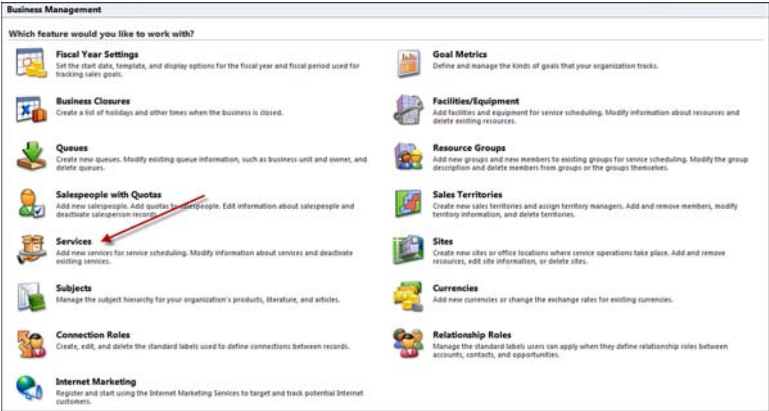 Business Management
Which feature would you like to work with?
Fiscal Year Settings
Set the start date, template, and display options for the fiscal year and fiscal period used for
tracking sales goals.
Goal Metrics
Define and manage the kinds of goals that your organization tracks.
Business Closures
Create a list of holidays and other times when the business is closed.
Facilities/Equipment
Add facilities and equipment for service scheduling. Modify information about resources and
delete existing resources.
Queues
Create new queues. Modify existing queue information, such as business unit and owner, and
delete queues.
Resource Groups
Add new groups and new members to existing groups for service scheduling. Modify the group
description and delete members from groups or the groups themselves.
Salespeople with Quotas
Add new salespeople. Add quotas to salespeople. Edit information about salespeople and
deactivate salesperson records.
Sales Territories
Create new sales territories and assign territory managers. Add and remove members, modify
territory information, and delete territories.
Services
Add new services for service scheduling. Modify information about services and deactivate
existing services.
Sites
Create new sites or office locations where service operations take place. Add and remove
resources, edit site information, or delete sites.
Subjects
Manage the subject hierarchy for your organization's products, literature, and articles.
Currencies
Add new currencies or change the exchange rates for existing currencies.
Connection Roles
Create, edit, and delete the standard labels used to define connections between records.
Relationship Roles
Manage the standard labels users can apply when they define relationship roles between
accounts, contacts, and opportunities.
Internet Marketing
Register and start using the Internet Marketing Services to target and track potential Internet
customers.